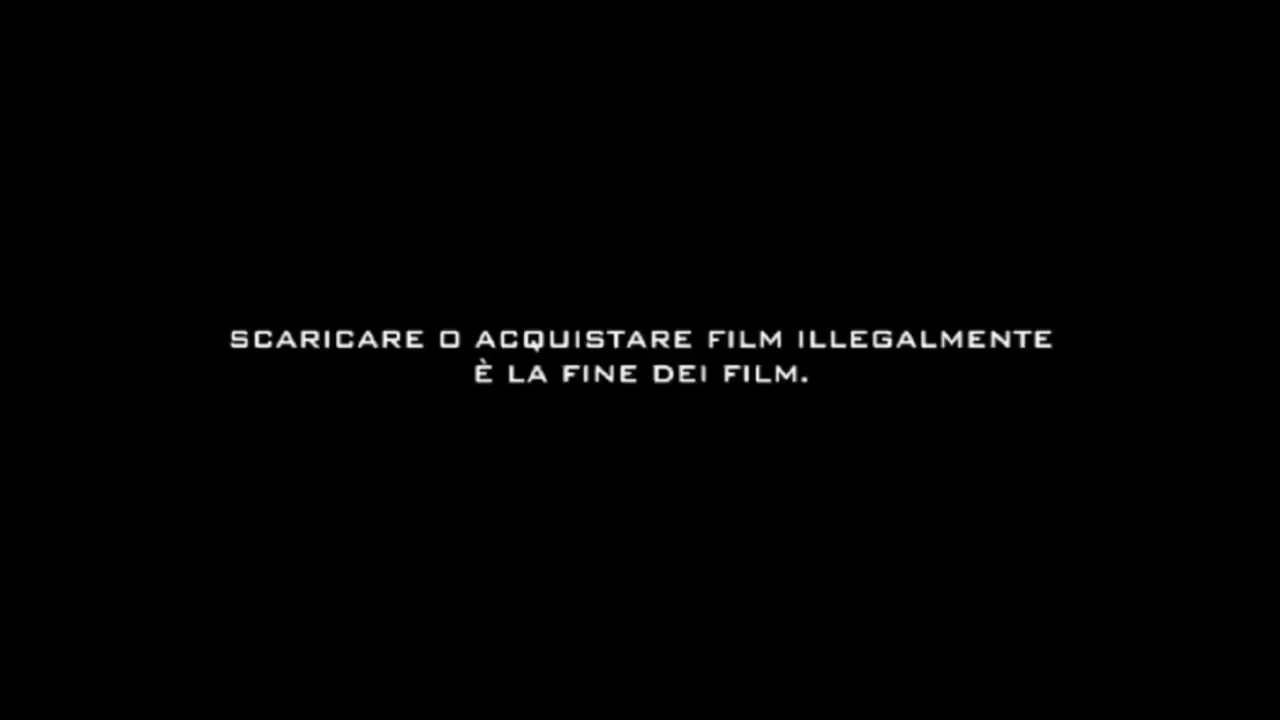 SCARICARE O ACQUISTARE FILM ILLEGALMENTE
È LA FINE DEI FILM.